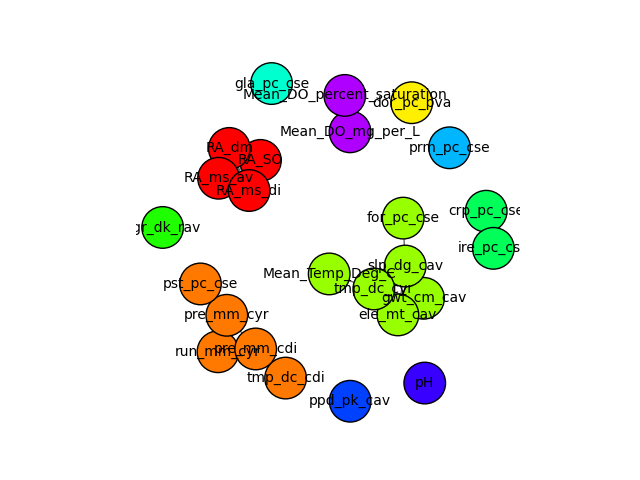 gla_pc_cse
Mean_DO_percent_saturation
dor_pc_pva
Mean_DO_mg_per_L
prm_pc_cse
RA_dm
RA_SO
RA_ms_av
RA_ms_di
crp_pc_cse
for_pc_cse
gr_dk_rav
ire_pc_cs
slp_dg_cav
Mean_Temp_Deg_C
pst_pc_cse
tmp_dc_cyr
gwt_cm_cav
pre_mm_cyr
ele_mt_cav
run_mm_cyr
pre_mm_cdi
tmp_dc_cdi
pH
ppd_pk_cav